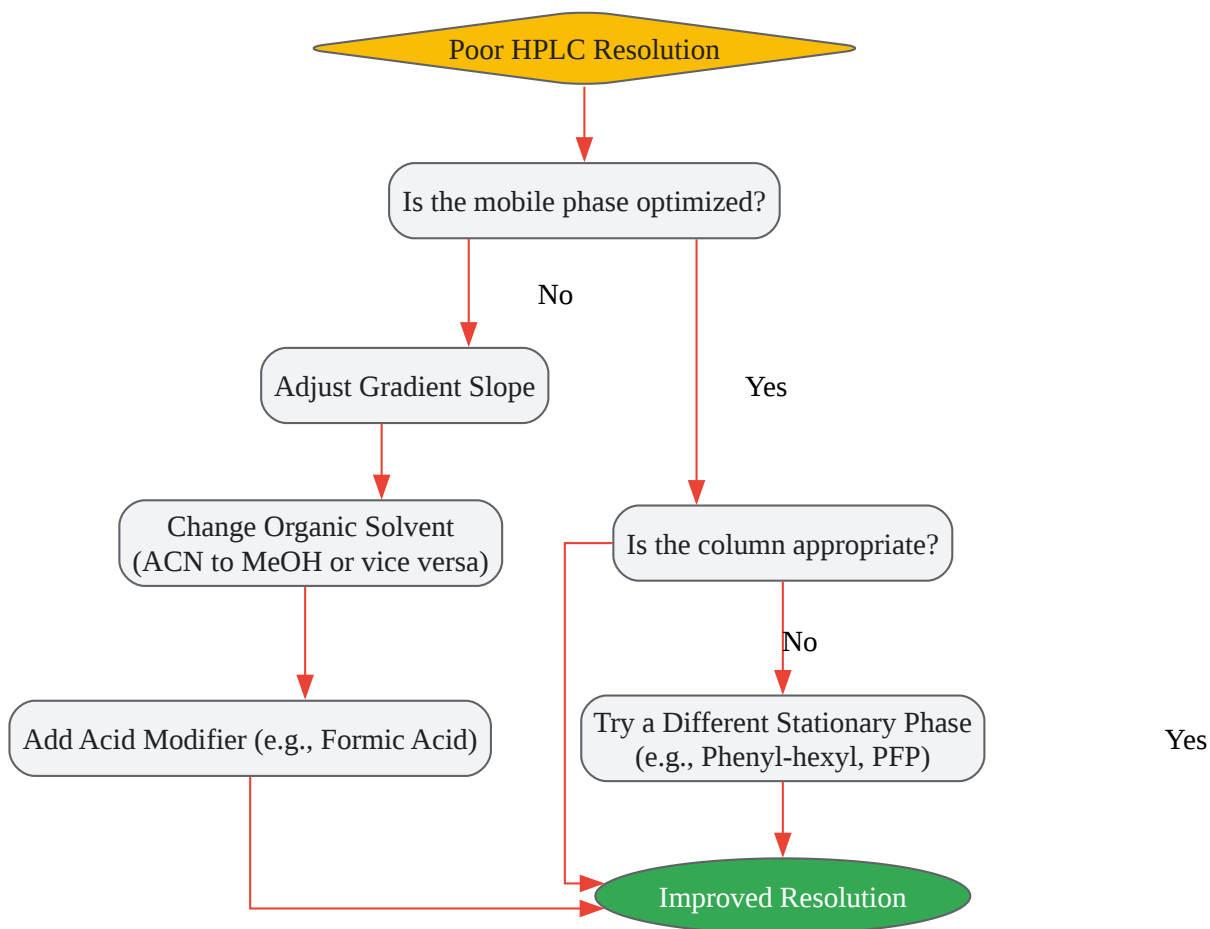 Poor HPLC Resolution
Is the mobile phase optimized?
No
Adjust Gradient Slope
Yes
Change Organic Solvent
(ACN to MeOH or vice versa)
Is the column appropriate?
No
Add Acid Modifier (e.g., Formic Acid)
Try a Different Stationary Phase
(e.g., Phenyl-hexyl, PFP)
Yes
Improved Resolution